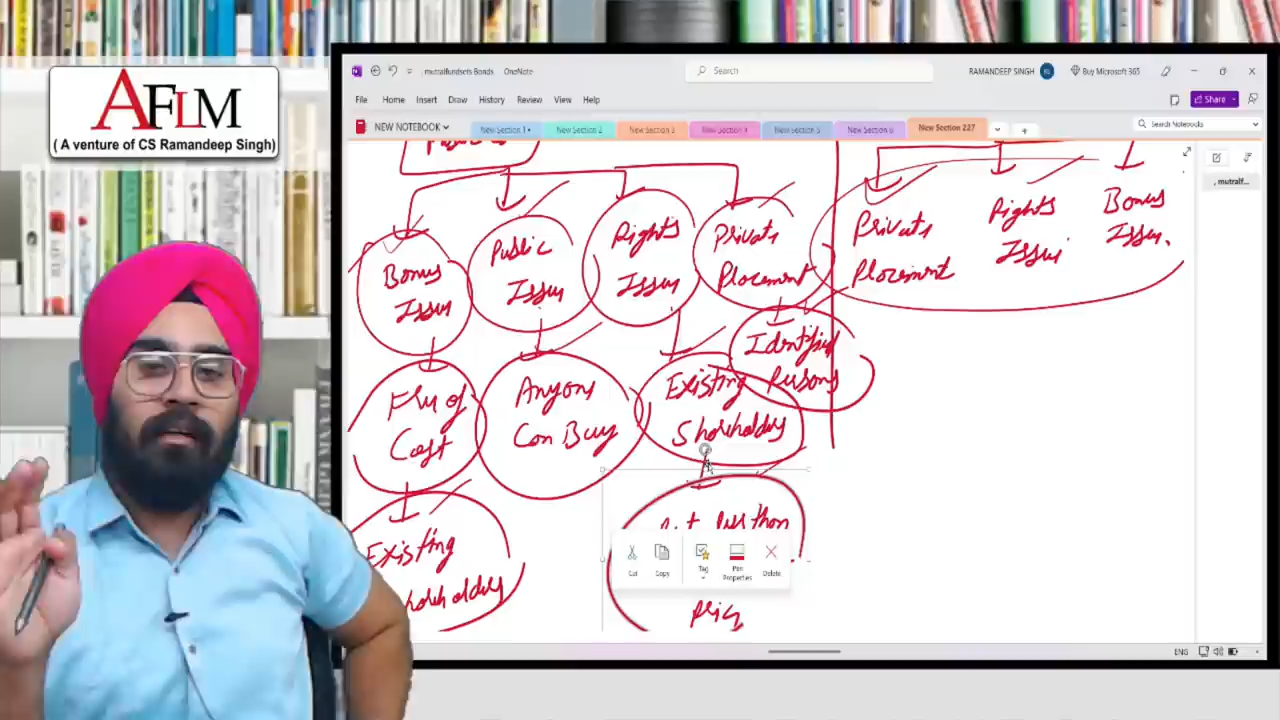 AFLM
( A venture of CS Ramandeep Singh)
, mutralfundsets Bonds - OneNote
Search
RAMANDEEP SINGH
Buy Microsoft 365
File Home Insert Draw History Review View Help
Share
NEW NOTEBOOK
New Section 1
New Section 2
New Section 3
New Section 4
New Section 5
New Section 6
New Section 227
Search Notebooks
, mutralf...
Bonus
Issue
Public
Issue
Rights
Issue
Private
Placement
Private
Placement
Rights
Issue
Bonus
Issue.
Free of
Cost
Anyone
Can Buy
Existing
Shareholders
Identified
Persons
Existing
Shareholders
Cut
Copy
Tag
Pen
Properties
Delete
Price
ENG